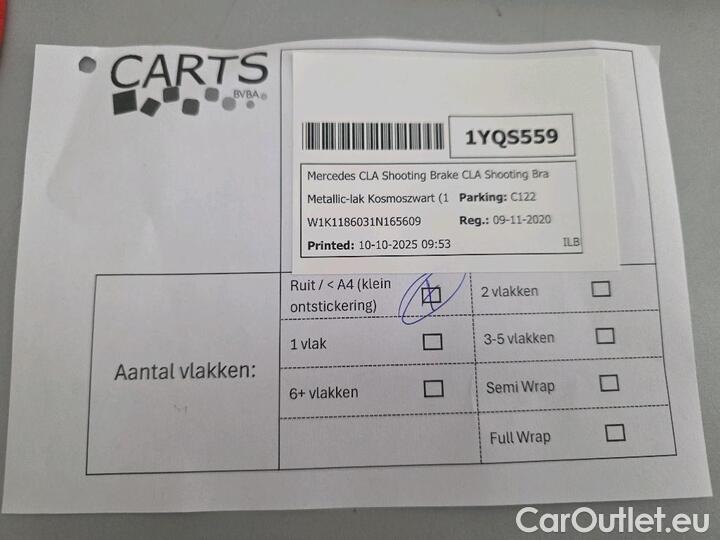 CARTS
BVBA
1YQS559
Mercedes CLA Shooting Brake CLA Shooting Bra
Metallic-lak Kosmoszwart (1 Parking: C122
W1K1186031N165609 Reg.: 09-11-2020
Printed: 10-10-2025 09:53 ILB
Aantal vlakken:
Ruit / < A4 (klein
ontstickering)
2 vlakken
1 vlak
3-5 vlakken
6+ vlakken
Semi Wrap
Full Wrap
CarOutlet.eu